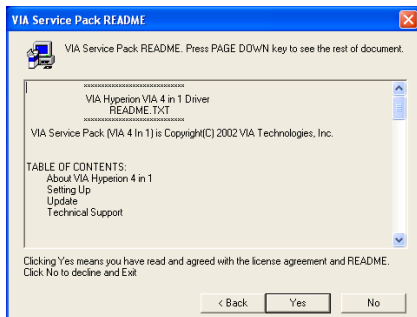 VIA Service Pack README
VIA Service Pack README. Press PAGE DOWN key to see the rest of document.
==============================
VIA Hyperion VIA 4 in 1 Driver
README.TXT
==============================
VIA Service Pack (VIA 4 In 1) is Copyright(C) 2002 VIA Technologies, Inc.
TABLE OF CONTENTS:
About VIA Hyperion 4 in 1
Setting Up
Update
Technical Support
Clicking Yes means you have read and agreed with the license agreement and README.
Click No to decline and Exit
< Back
Yes
No